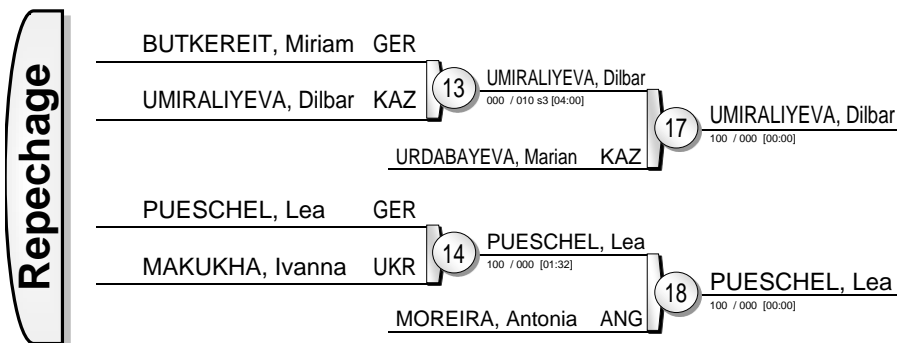 Repechage
BUTKEREIT, Miriam GER
UMIRALIYEVA, Dilbar KAZ
13
UMIRALIYEVA, Dilbar
000 / 010 s3 [04:00]
URDABAYEVA, Marian KAZ
17
UMIRALIYEVA, Dilbar
100 / 000 [00:00]
PUESCHEL, Lea GER
MAKUKHA, Ivanna UKR
14
PUESCHEL, Lea
100 / 000 [01:32]
MOREIRA, Antonia ANG
18
PUESCHEL, Lea
100 / 000 [00:00]